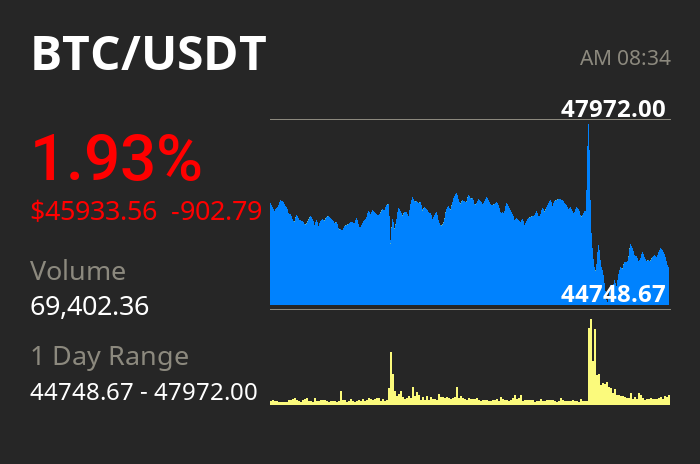 BTC/USDT
AM 08:34
47972.00
1.93%
$45933.56 -902.79
Volume
69,402.36
44748.67
1 Day Range
44748.67 - 47972.00